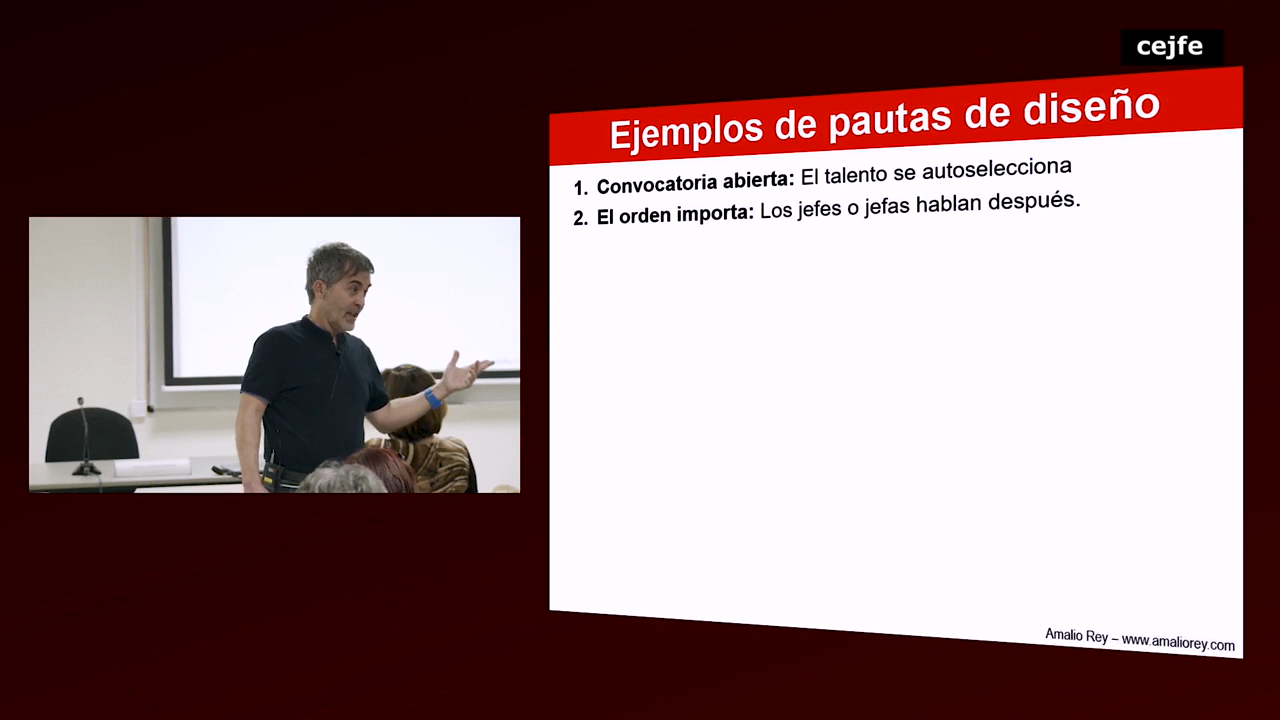 cejfe
Ejemplos de pautas de diseño
1. Convocatoria abierta: El talento se autoselecciona
2. El orden importa: Los jefes o jefas hablan después.
Amalio Rey – www.amaliorey.com